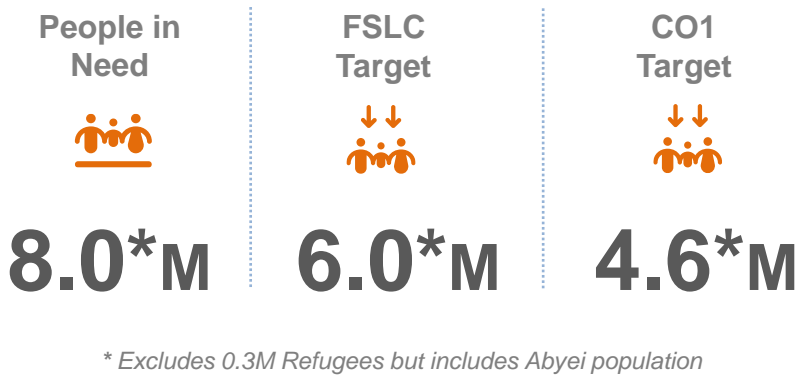 People in
Need
8.0*M
FSLC
Target
6.0*M
CO1
Target
4.6*M
* Excludes 0.3M Refugees but includes Abyei population